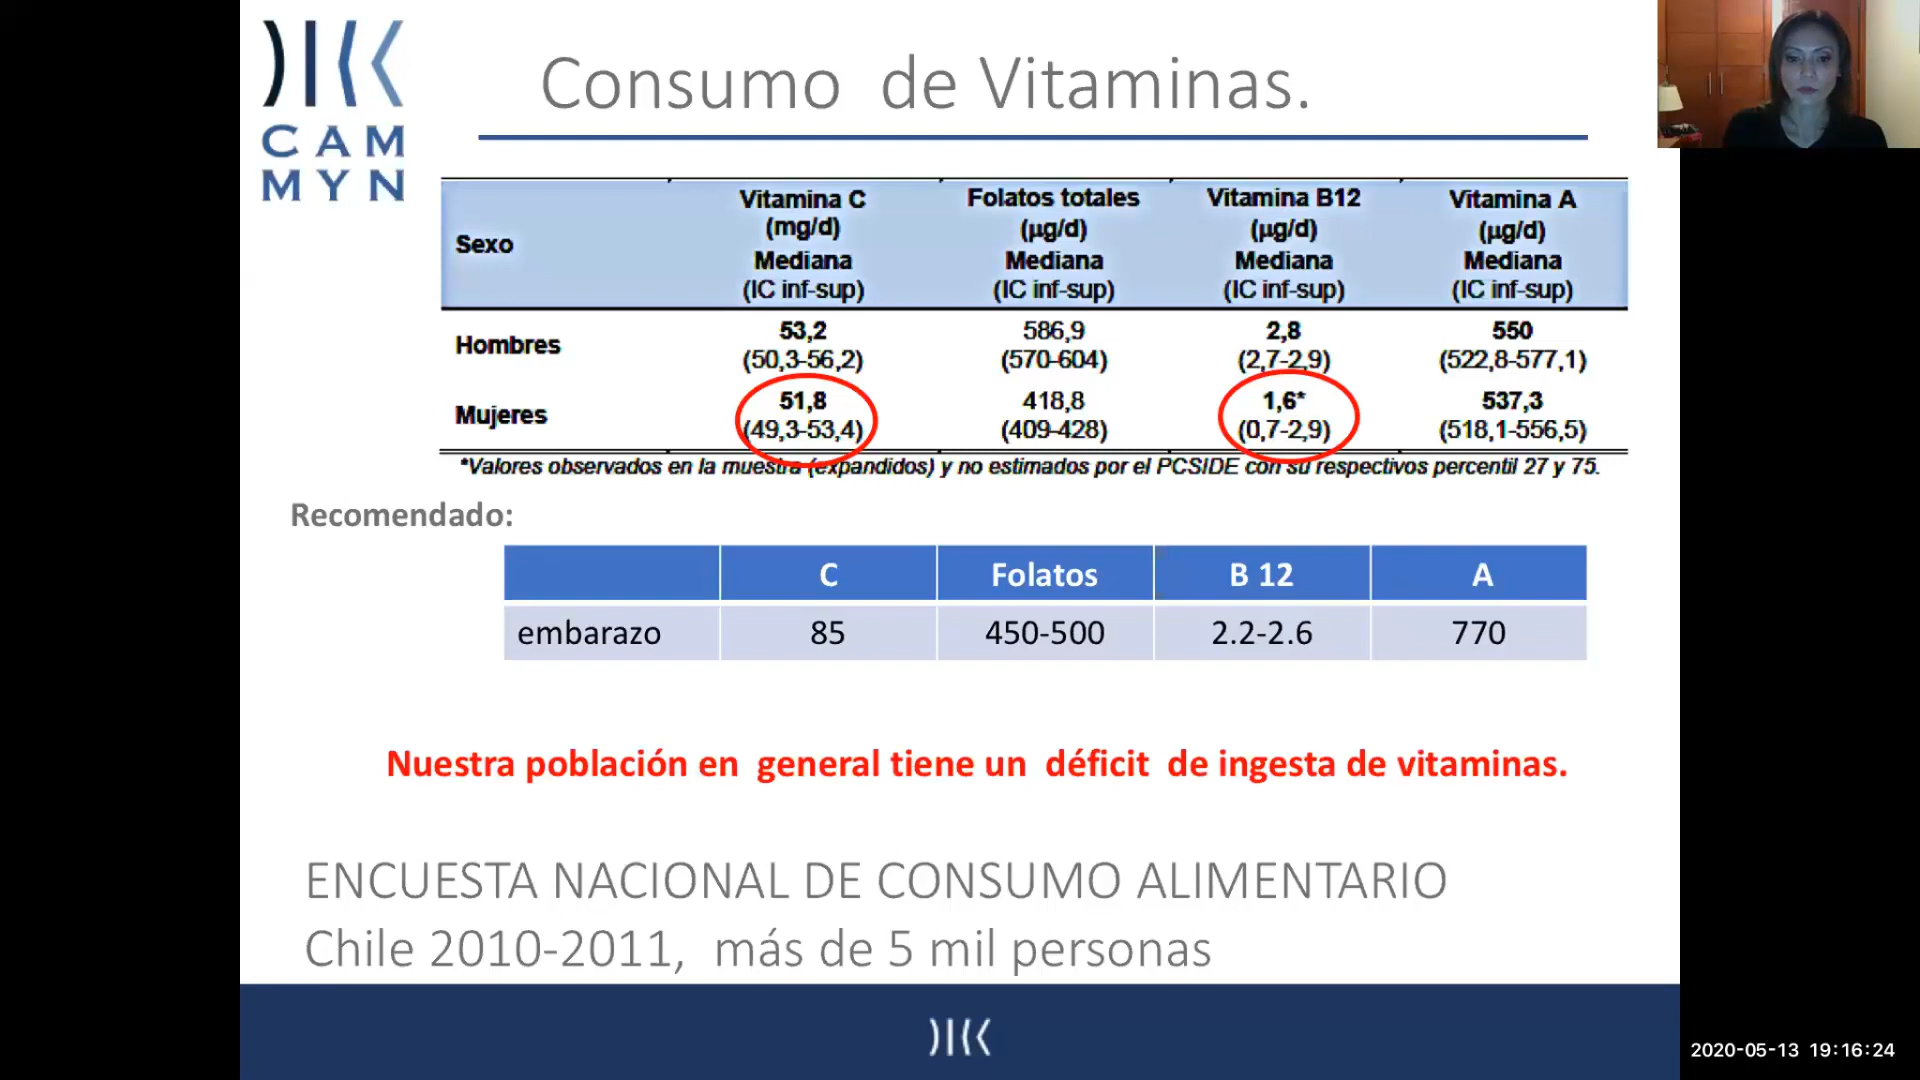 CAM
MYN
Consumo de Vitaminas.
Sexo
Vitamina C
(mg/d)
Mediana
(IC inf-sup)
Folatos totales
(µg/d)
Mediana
(IC inf-sup)
Vitamina B12
(µg/d)
Mediana
(IC inf-sup)
Vitamina A
(µg/d)
Mediana
(IC inf-sup)
Hombres
53,2
(50,3-56,2)
586,9
(570-604)
2,8
(2,7-2,9)
550
(522,8-577,1)
Mujeres
51,8
(49,3-53,4)
418,8
(409-428)
1,6*
(0,7-2,9)
537,3
(518,1-556,5)
*Valores observados en la muestra (expandidos) y no estimados por el PCSIDE con su respectivos percentil 27 y 75.
Recomendado:
C Folatos B 12 A
embarazo 85 450-500 2.2-2.6 770
Nuestra población en general tiene un déficit de ingesta de vitaminas.
ENCUESTA NACIONAL DE CONSUMO ALIMENTARIO
Chile 2010-2011, más de 5 mil personas
2020-05-13 19:16:24